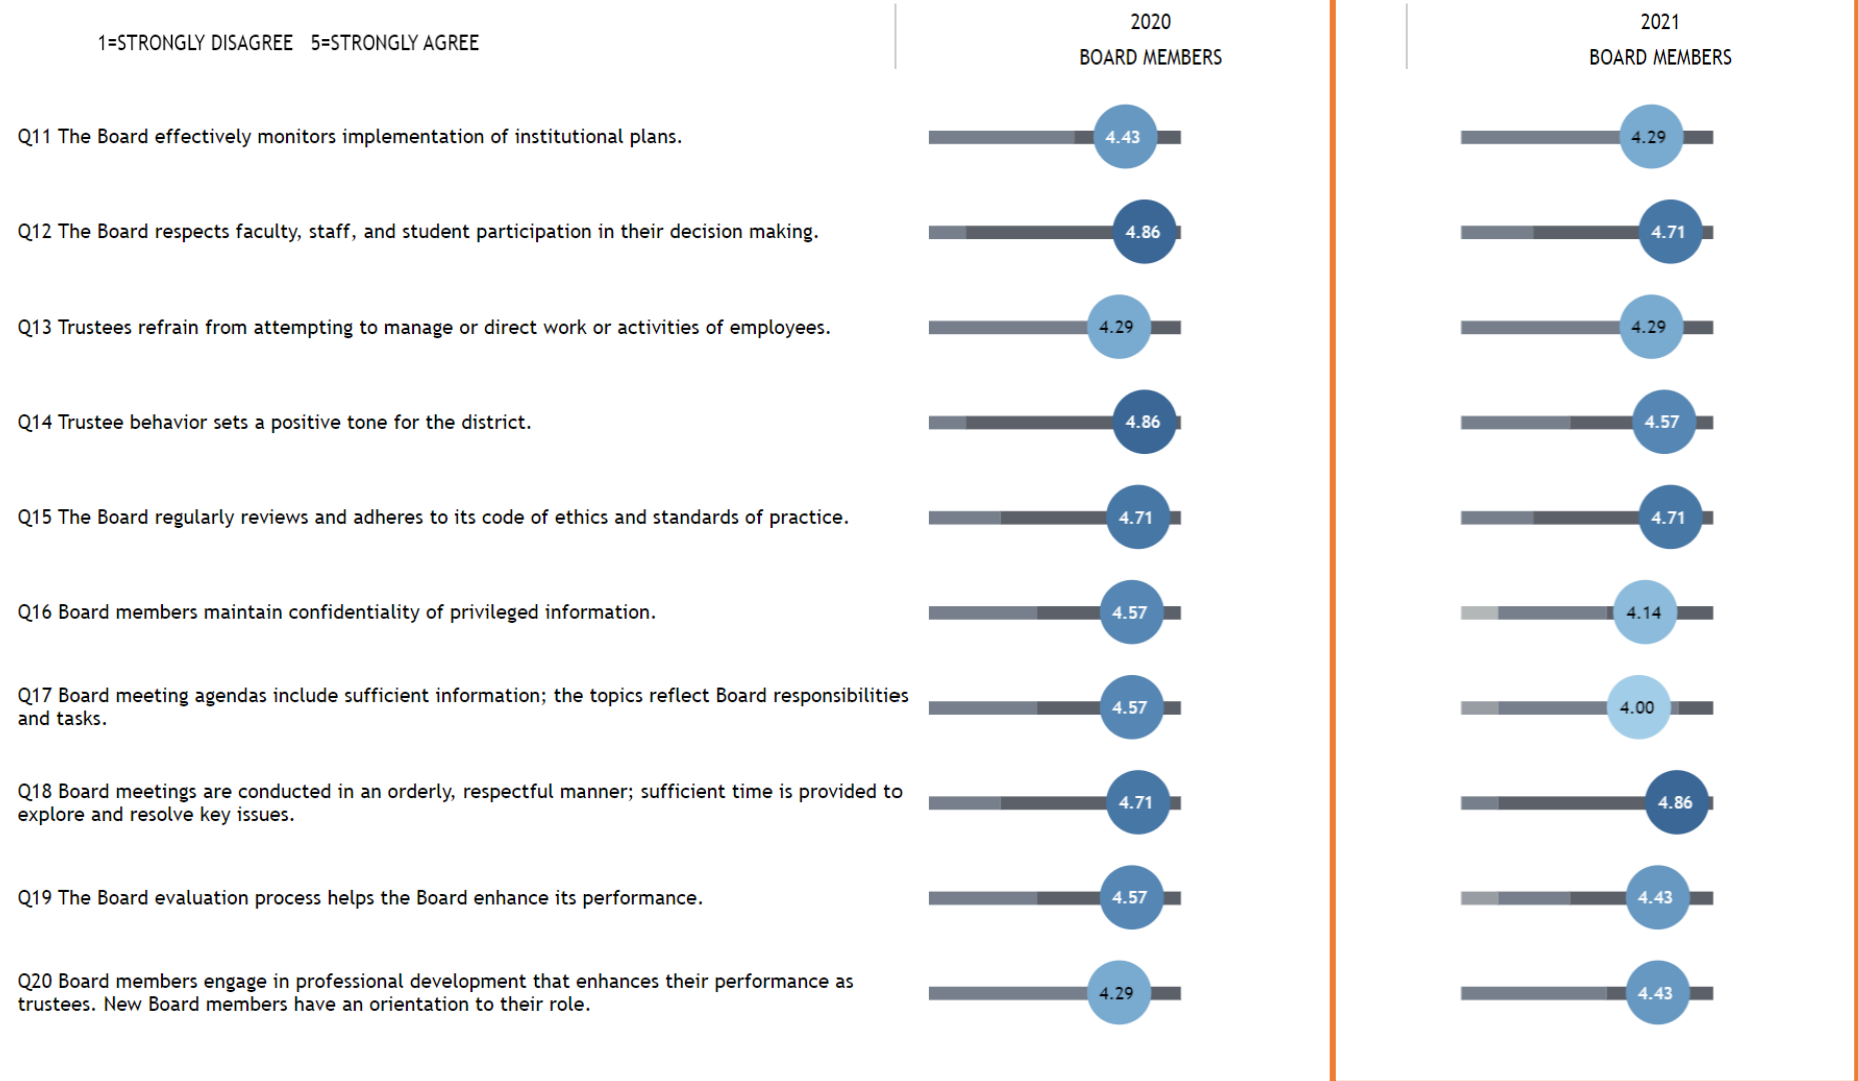 1=STRONGLY DISAGREE 5=STRONGLY AGREE
2020
BOARD MEMBERS
2021
BOARD MEMBERS
Q11 The Board effectively monitors implementation of institutional plans.
4.43
4.29
Q12 The Board respects faculty, staff, and student participation in their decision making.
4.86
4.71
Q13 Trustees refrain from attempting to manage or direct work or activities of employees.
4.29
4.29
Q14 Trustee behavior sets a positive tone for the district.
4.86
4.57
Q15 The Board regularly reviews and adheres to its code of ethics and standards of practice.
4.71
4.71
Q16 Board members maintain confidentiality of privileged information.
4.57
4.14
Q17 Board meeting agendas include sufficient information; the topics reflect Board responsibilities
and tasks.
4.57
4.00
Q18 Board meetings are conducted in an orderly, respectful manner; sufficient time is provided to
explore and resolve key issues.
4.71
4.86
Q19 The Board evaluation process helps the Board enhance its performance.
4.57
4.43
Q20 Board members engage in professional development that enhances their performance as
trustees. New Board members have an orientation to their role.
4.29
4.43